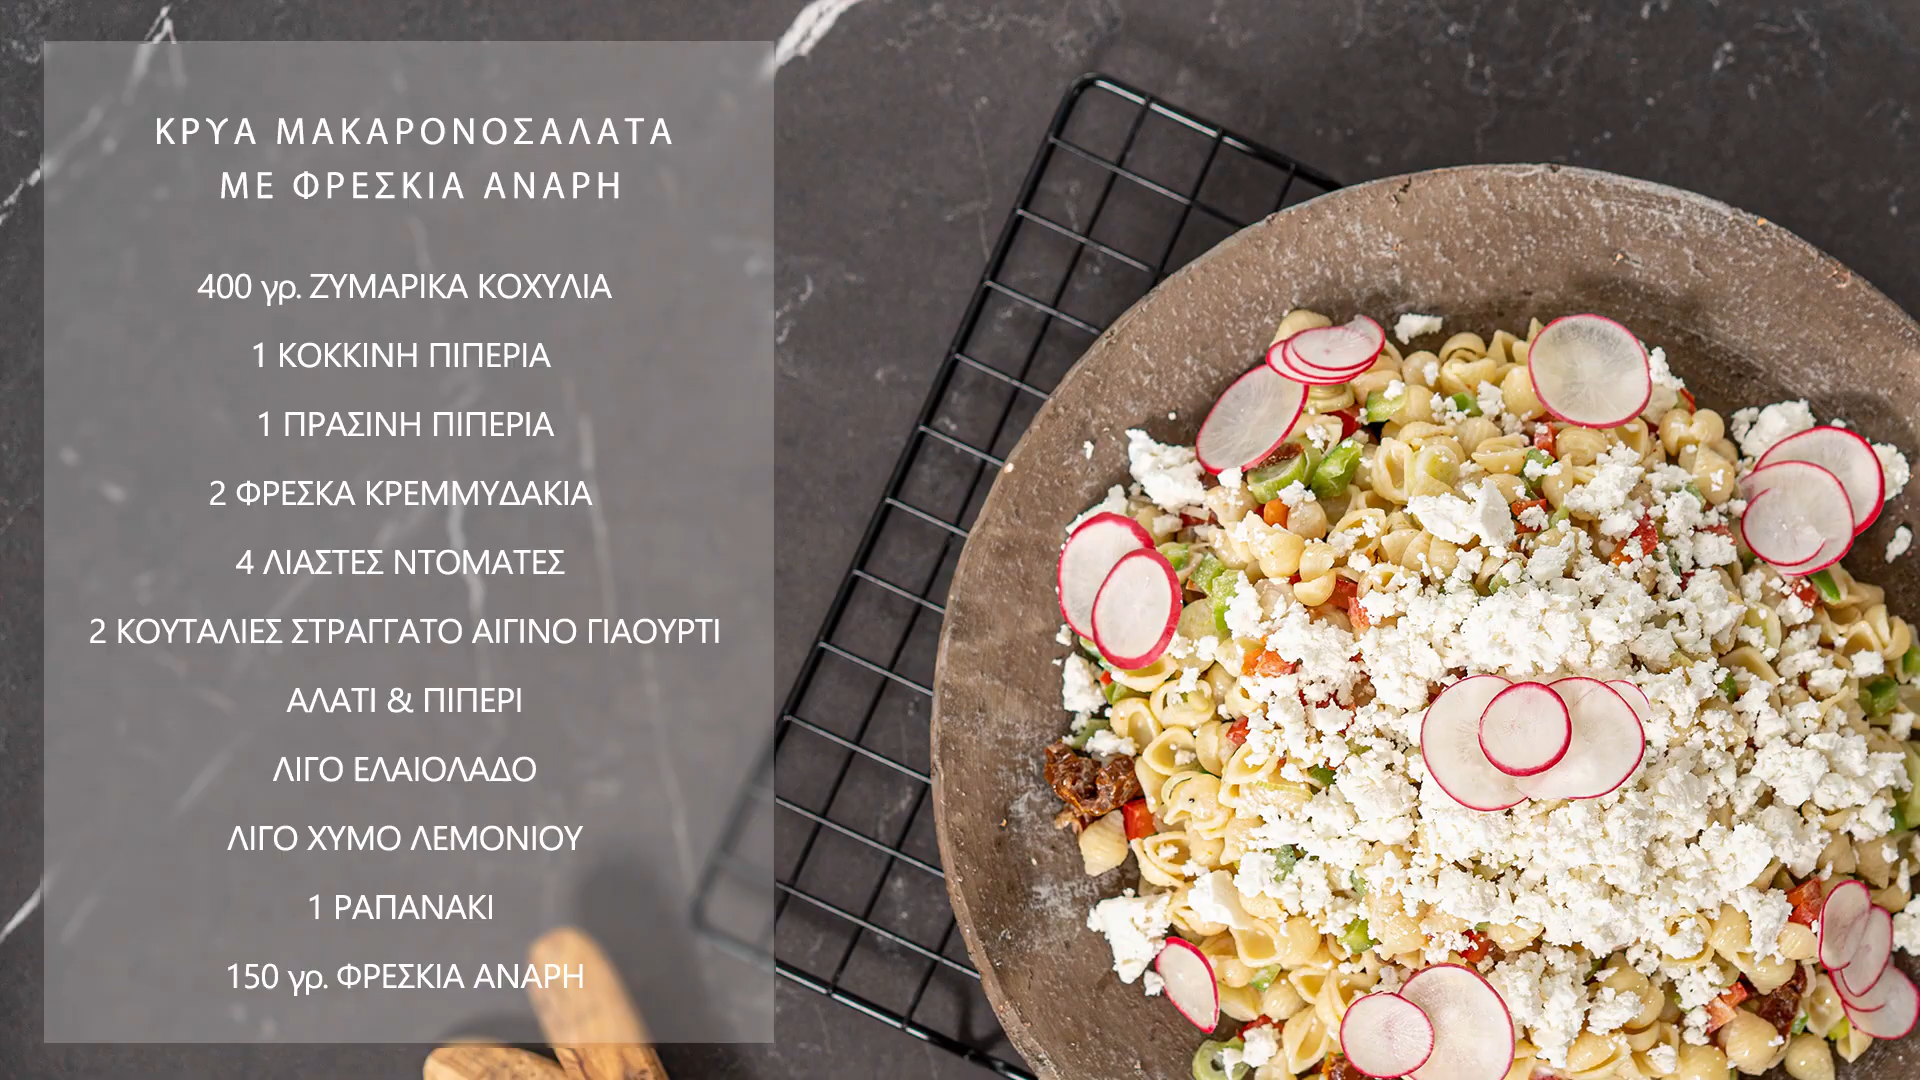 ΚΡΥΑ ΜΑΚΑΡΟΝΟΣΑΛΑΤΑ
ΜΕ ΦΡΕΣΚΙΑ ΑΝΑΡΗ
400 γρ. ΖΥΜΑΡΙΚΑ ΚΟΧΥΛΙΑ
1 ΚΟΚΚΙΝΗ ΠΙΠΕΡΙΑ
1 ΠΡΑΣΙΝΗ ΠΙΠΕΡΙΑ
2 ΦΡΕΣΚΑ ΚΡΕΜΜΥΔΑΚΙΑ
4 ΛΙΑΣΤΕΣ ΝΤΟΜΑΤΕΣ
2 ΚΟΥΤΑΛΙΕΣ ΣΤΡΑΓΓΑΤΟ ΑΙΓΙΝΟ ΓΙΑΟΥΡΤΙ
ΑΛΑΤΙ & ΠΙΠΕΡΙ
ΛΙΓΟ ΕΛΑΙΟΛΑΔΟ
ΛΙΓΟ ΧΥΜΟ ΛΕΜΟΝΙΟΥ
1 ΡΑΠΑΝΑΚΙ
150 γρ. ΦΡΕΣΚΙΑ ΑΝΑΡΗ